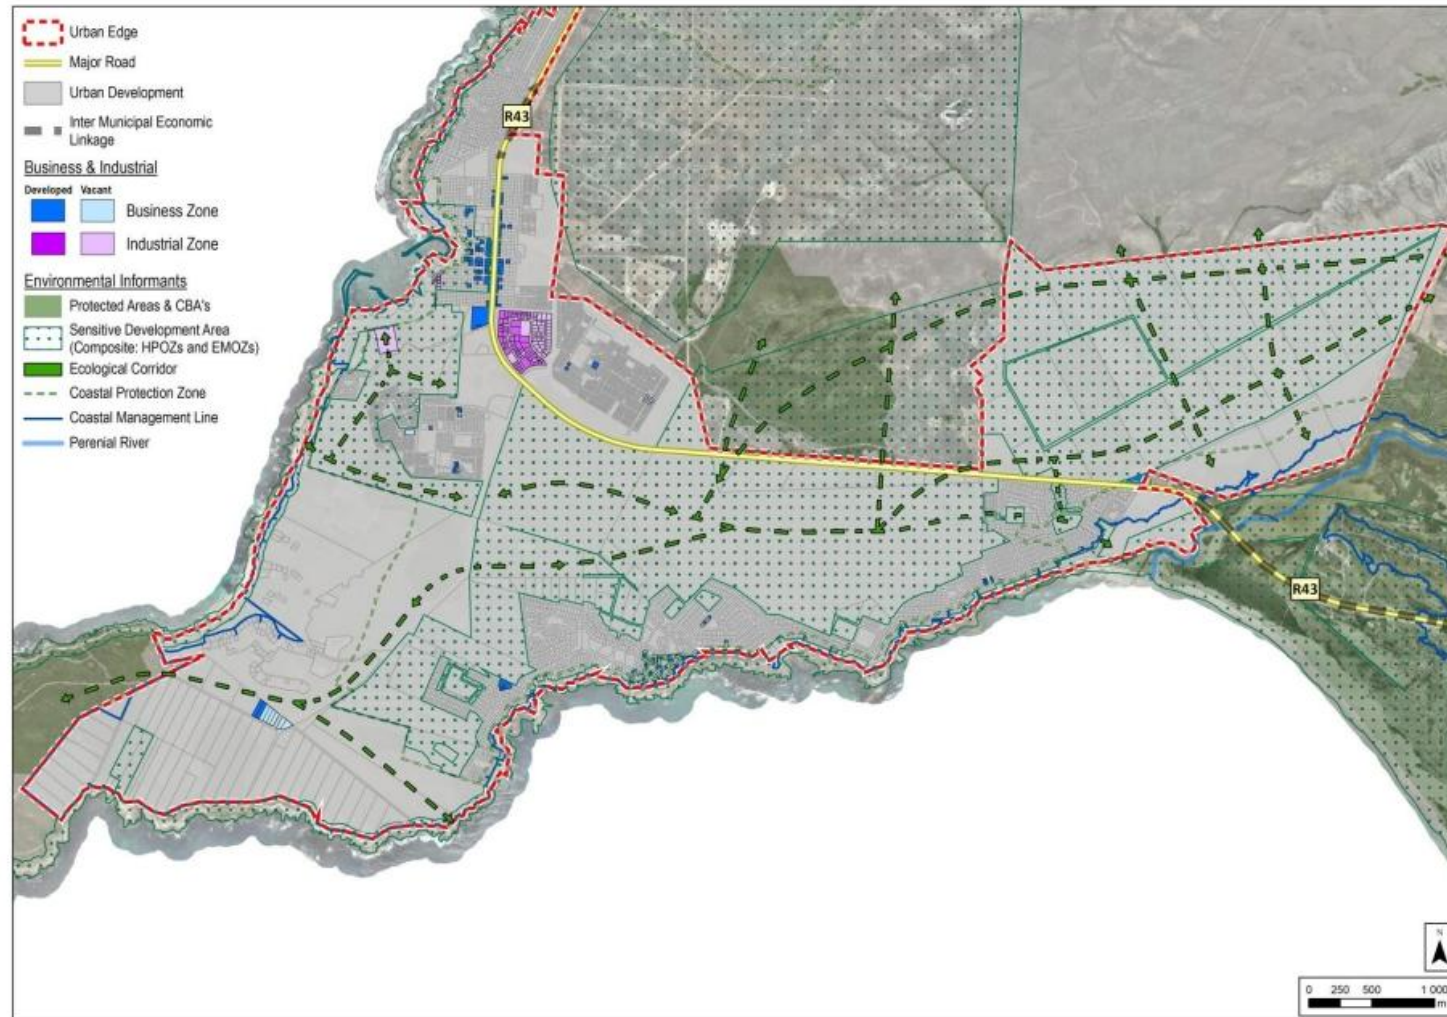 Urban Edge
Major Road
Urban Development
Inter Municipal Economic
Linkage
Business & Industrial
Developed Vacant
Business Zone
Industrial Zone
Environmental Informants
Protected Areas & CBA's
Sensitive Development Area
(Composite: HPOZs and EMOZs)
Ecological Corridor
Coastal Protection Zone
Coastal Management Line
Perenial River
R43
R43
N
0 250 500 1 000
m